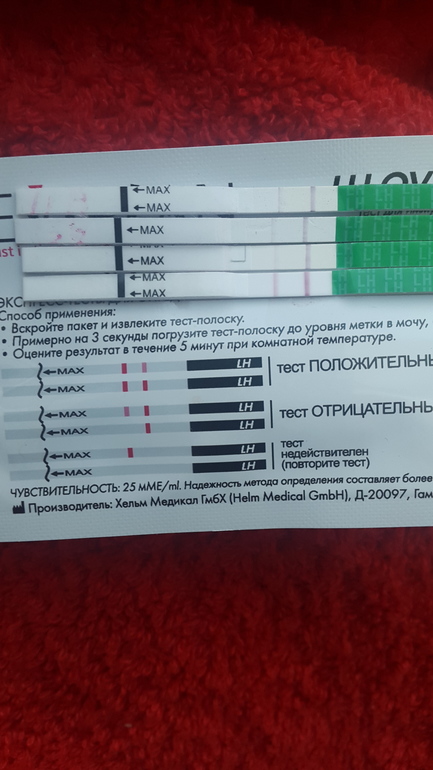 ←MAX
←MAX
←MAX
←MAX
←MAX
←MAX
Способ применения:
• Вскройте пакет и извлеките тест-полоску.
• Примерно на 3 секунды погрузите тест-полоску до уровня метки в мочу,
• Оцените результат в течение 5 минут при комнатной температуре.
←MAX LH
←MAX LH
тест ПОЛОЖИТЕЛЬНЫ
←MAX LH
←MAX LH
тест ОТРИЦАТЕЛЬНЫ
←MAX LH
←MAX LH
тест
недействителен
(повторите тест)
ЧУВСТВИТЕЛЬНОСТЬ: 25 мМЕ/ml. Надежность метода определения составляет более
Производитель: Хельм Медикал ГмбХ (Helm Medical GmbH), Д-20097, Гам